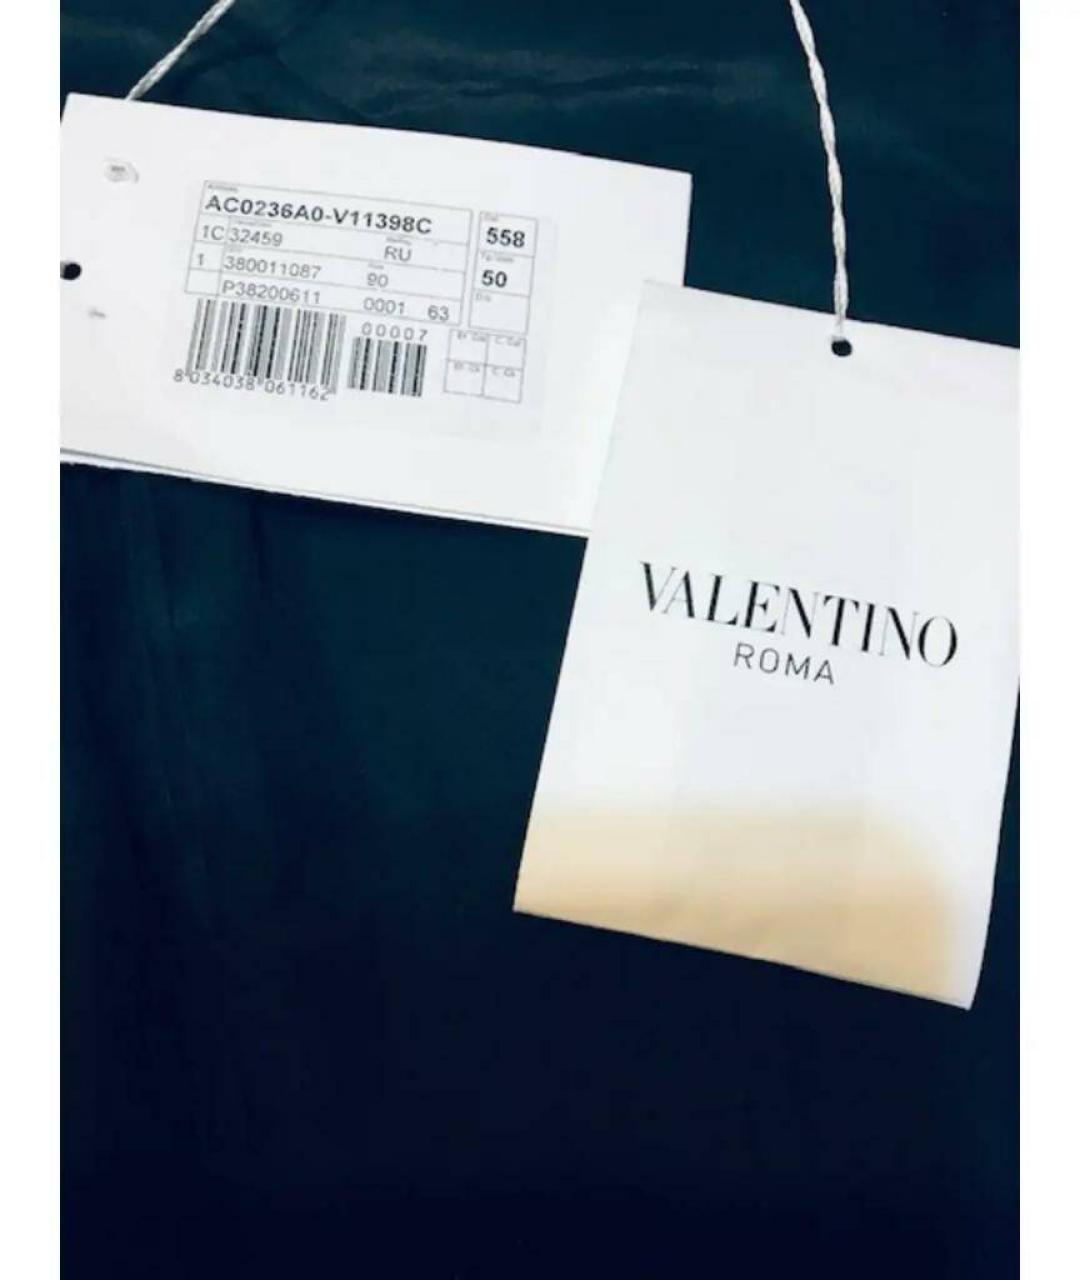 AC0236A0-V11398C
558
1C 32459
RU
1
380011087
90
50
P38200611
0001
63
00007
8 034038 061162
VALENTINO
ROMA